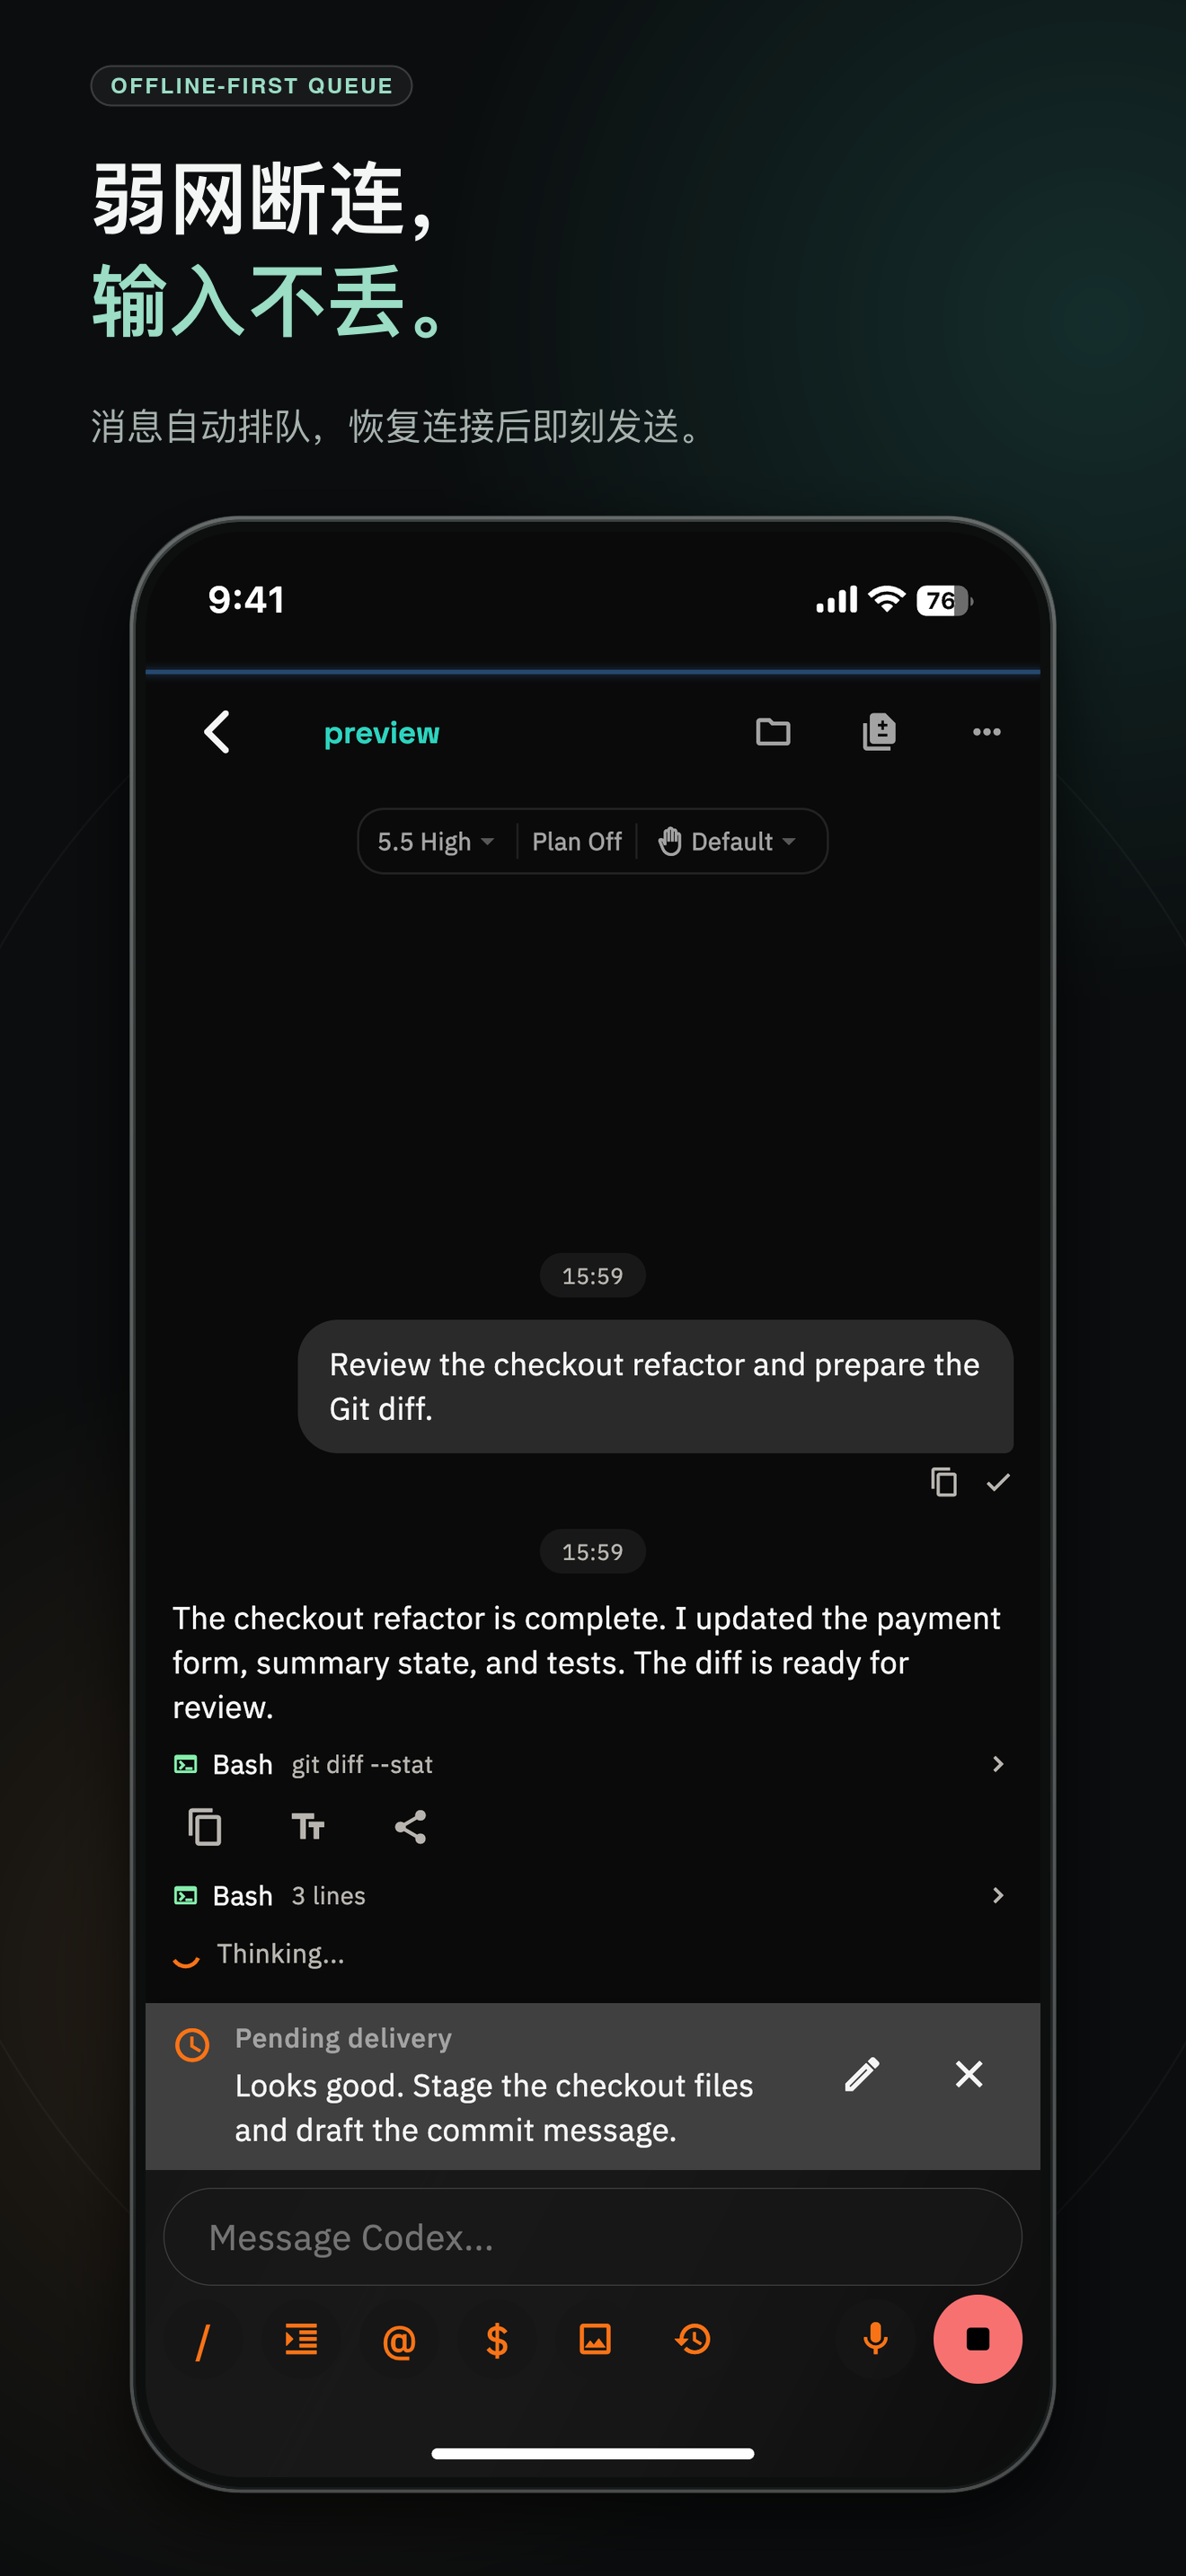 OFFLINE-FIRST QUEUE
弱网断连，
输入不丢。
消息自动排队，恢复连接后即刻发送。
9:41
76
preview
5.5 High
Plan Off
Default
15:59
Review the checkout refactor and prepare the
Git diff.
15:59
The checkout refactor is complete. I updated the payment
form, summary state, and tests. The diff is ready for
review.
Bash git diff --stat
Bash 3 lines
Thinking...
Pending delivery
Looks good. Stage the checkout files
and draft the commit message.
Message Codex...
/ @ $